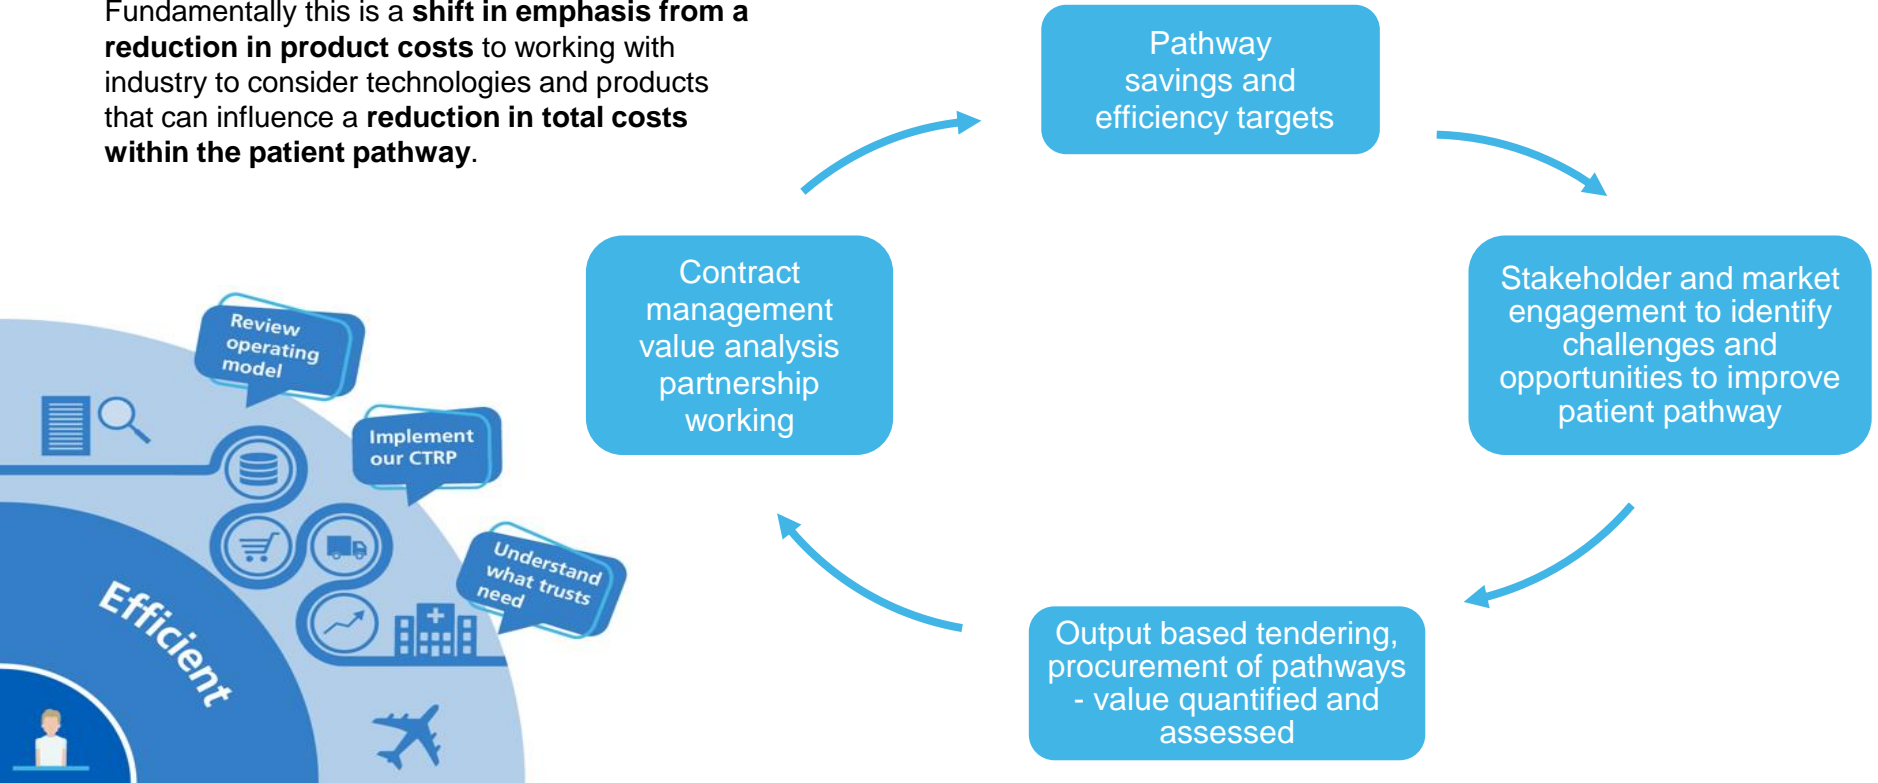 Fundamentally this is a shift in emphasis from a
reduction in product costs to working with
industry to consider technologies and products
that can influence a reduction in total costs
within the patient pathway.
Pathway
savings and
efficiency targets
Stakeholder and market
engagement to identify
challenges and
opportunities to improve
patient pathway
Output based tendering,
procurement of pathways
- value quantified and
assessed
Contract
management
value analysis
partnership
working
Review
operating
model
Implement
our CTRP
Understand
what trusts
need
Efficient